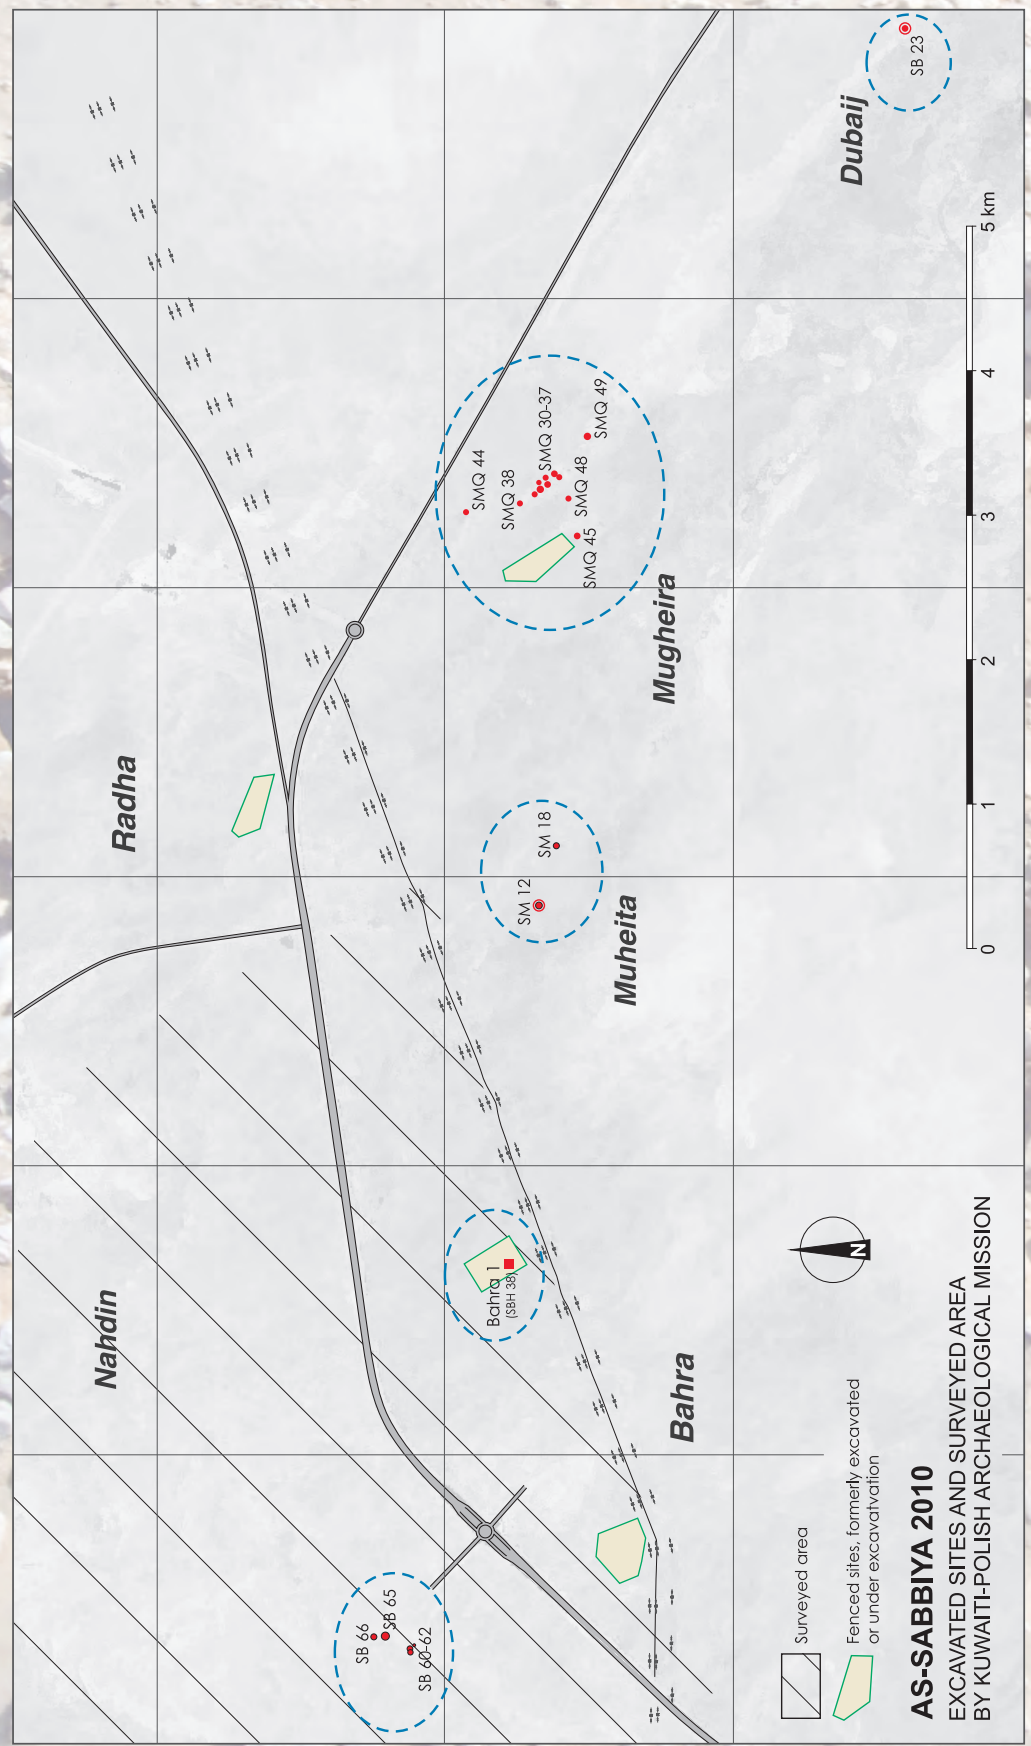 Nahdin
Radha
SB 66
SB 65
SB 60-62
Bahra 1
(SBH 38)
SM 12
SM 18
SMQ 44
SMQ 38
SMQ 30-37
SMQ 48
SMQ 45
SMQ 49
Bahra
Muheita
Mugheira
Dubaij
SB 23
N
0
1
2
3
4
5 km
Surveyed area
Fenced sites, formerly excavated
or under excavatvation
AS-SABBIYA 2010
EXCAVATED SITES AND SURVEYED AREA
BY KUWAITI-POLISH ARCHAEOLOGICAL MISSION